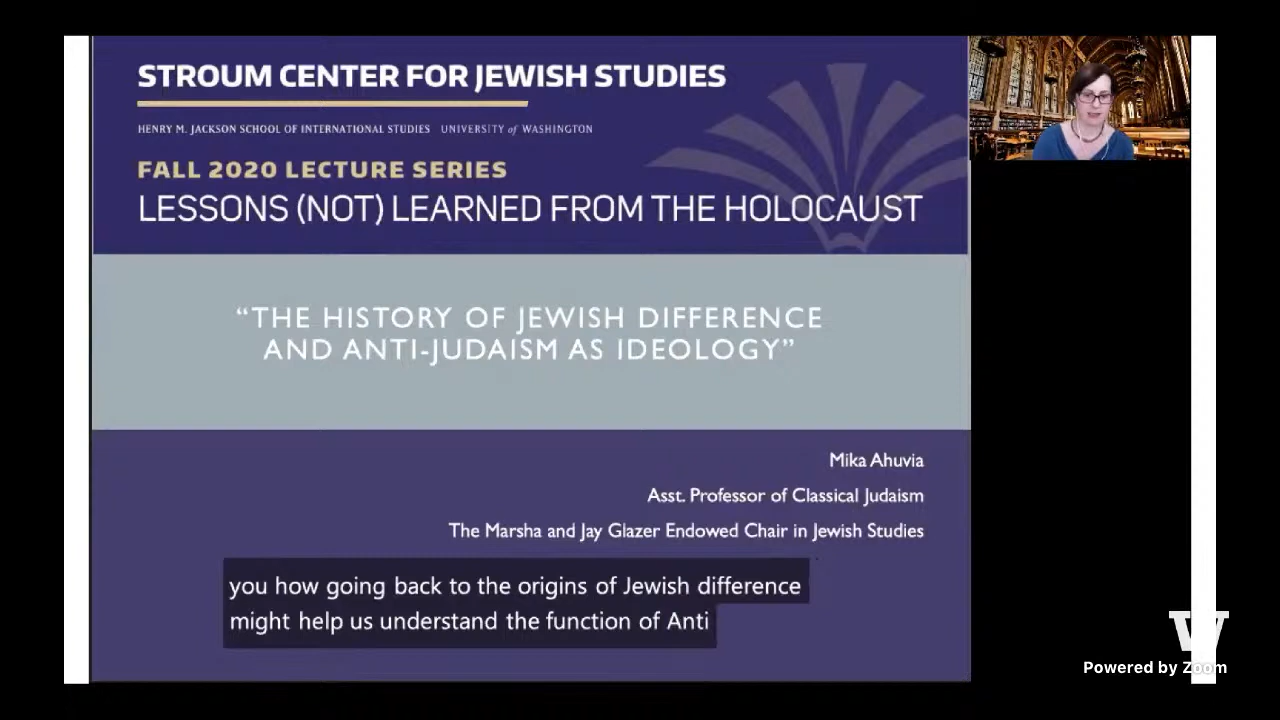 STROUM CENTER FOR JEWISH STUDIES
HENRY M. JACKSON SCHOOL OF INTERNATIONAL STUDIES UNIVERSITY of WASHINGTON
FALL 2020 LECTURE SERIES
LESSONS (NOT) LEARNED FROM THE HOLOCAUST
“THE HISTORY OF JEWISH DIFFERENCE
AND ANTI-JUDAISM AS IDEOLOGY”
Mika Ahuvia
Asst. Professor of Classical Judaism
The Marsha and Jay Glazer Endowed Chair in Jewish Studies
you how going back to the origins of Jewish difference
might help us understand the function of Anti
W
Powered by Zoom